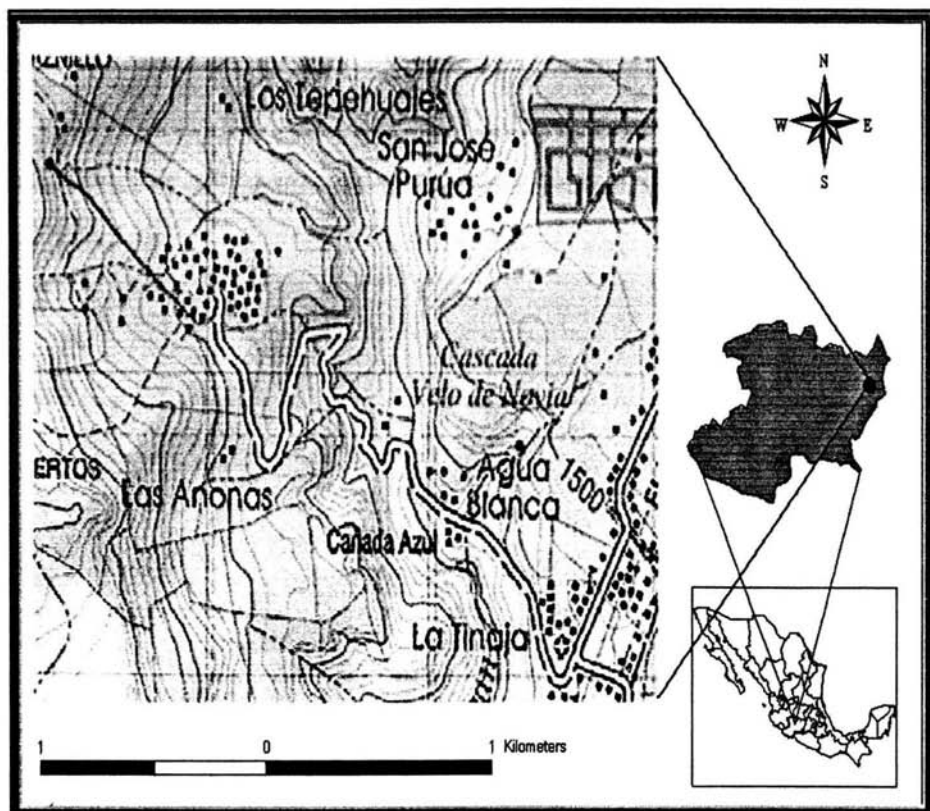 Los Tepehuajes
San José
Purúa
N
W
E
S
Cascada
Velo de Novia
ERTOS
Las Anonas
Agua
Blanca
1500
Cañada Azul
La Tinaja
1
0
1
Kilometers